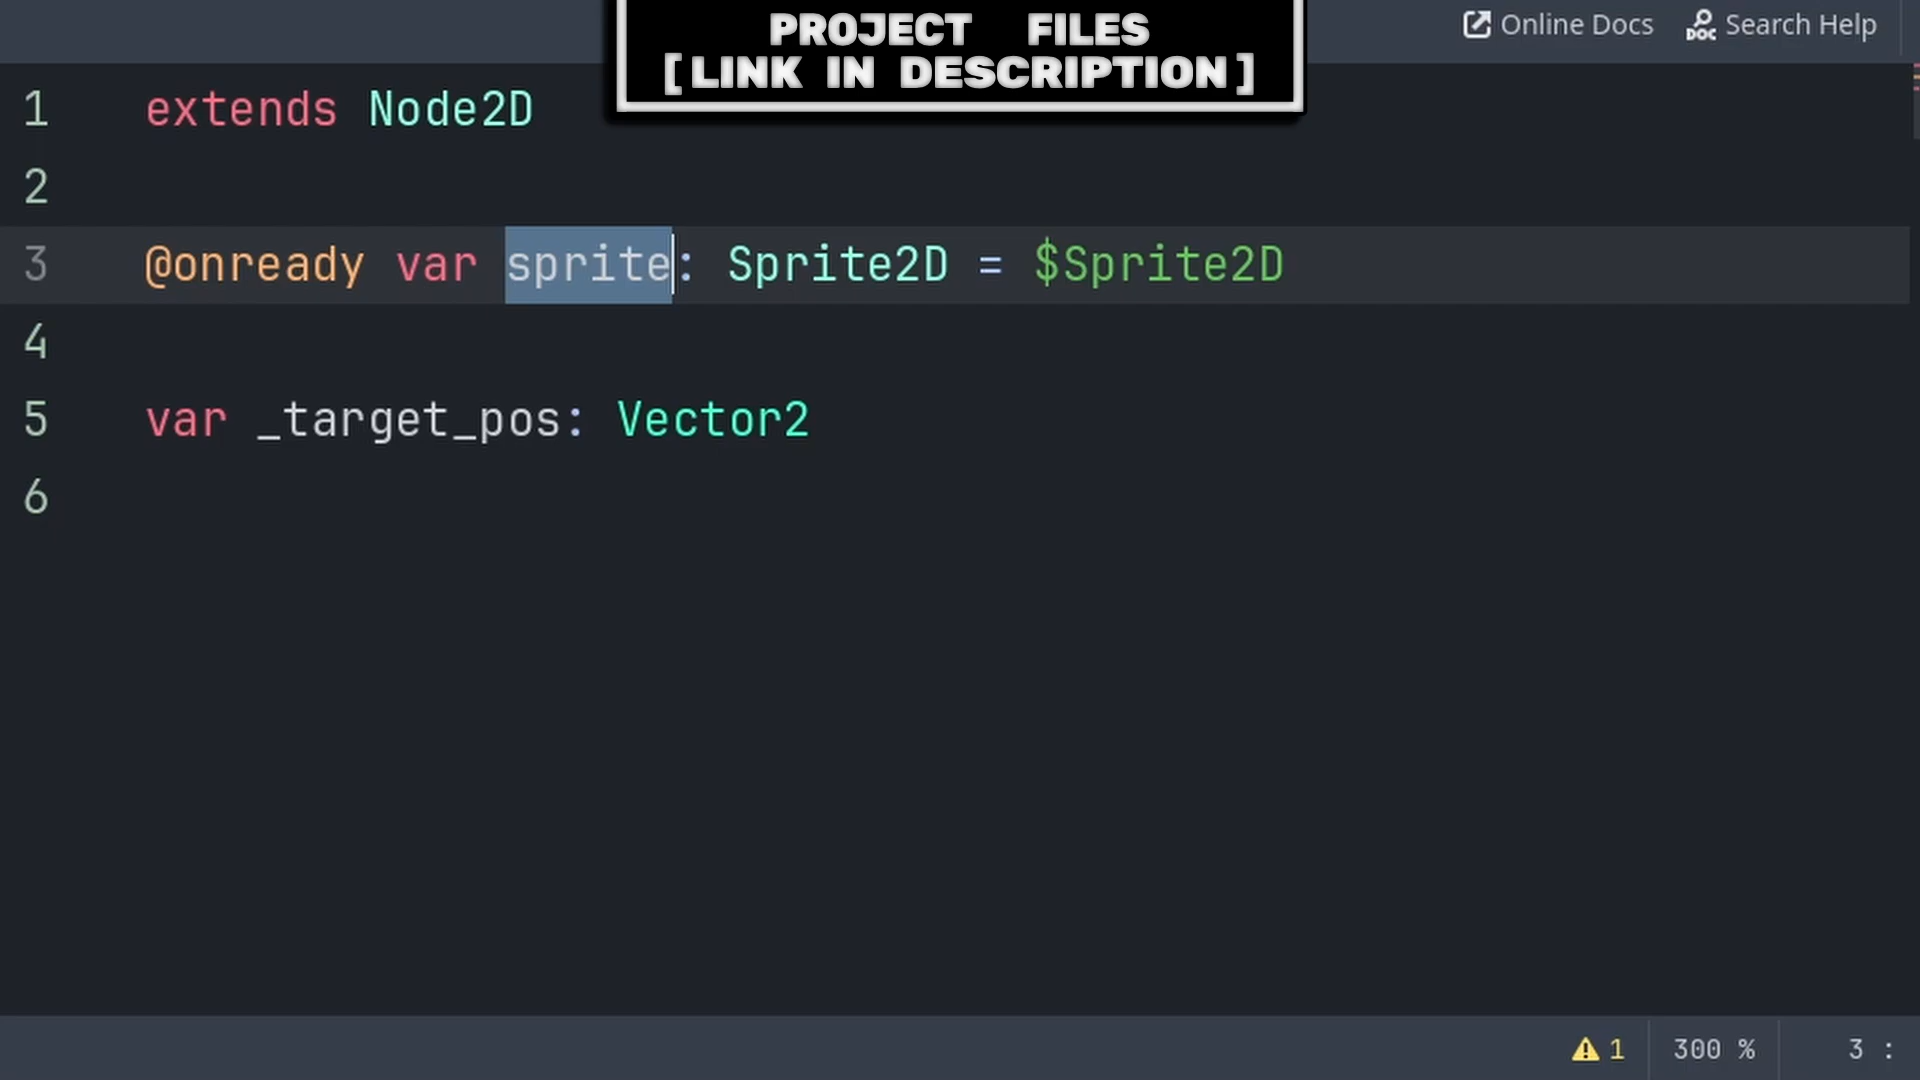 PROJECT FILES
[LINK IN DESCRIPTION]
Online Docs
DOC Search Help
1 extends Node2D
2
3 @onready var sprite: Sprite2D = $Sprite2D
4
5 var _target_pos: Vector2
6
1 300 % 3 :